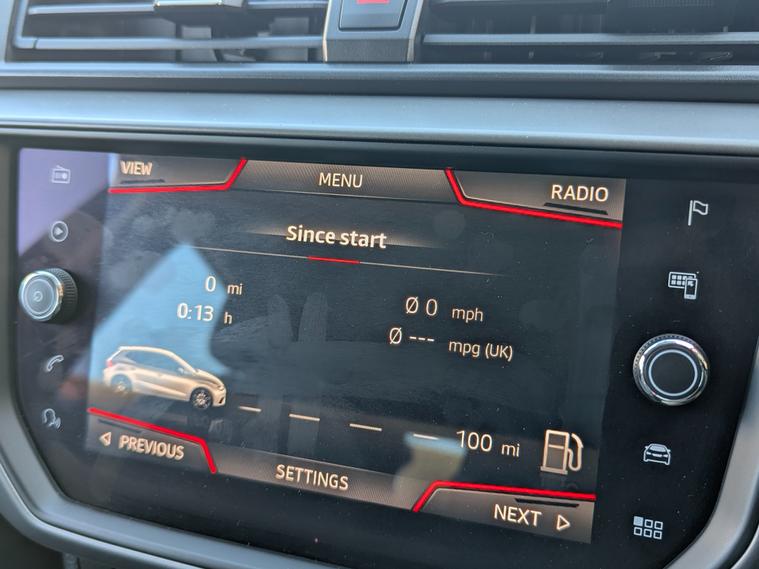 VIEW
MENU
RADIO
Since start
0 mi
0:13 h
Ø 0 mph
Ø --- mpg (UK)
100 mi
PREVIOUS
SETTINGS
NEXT